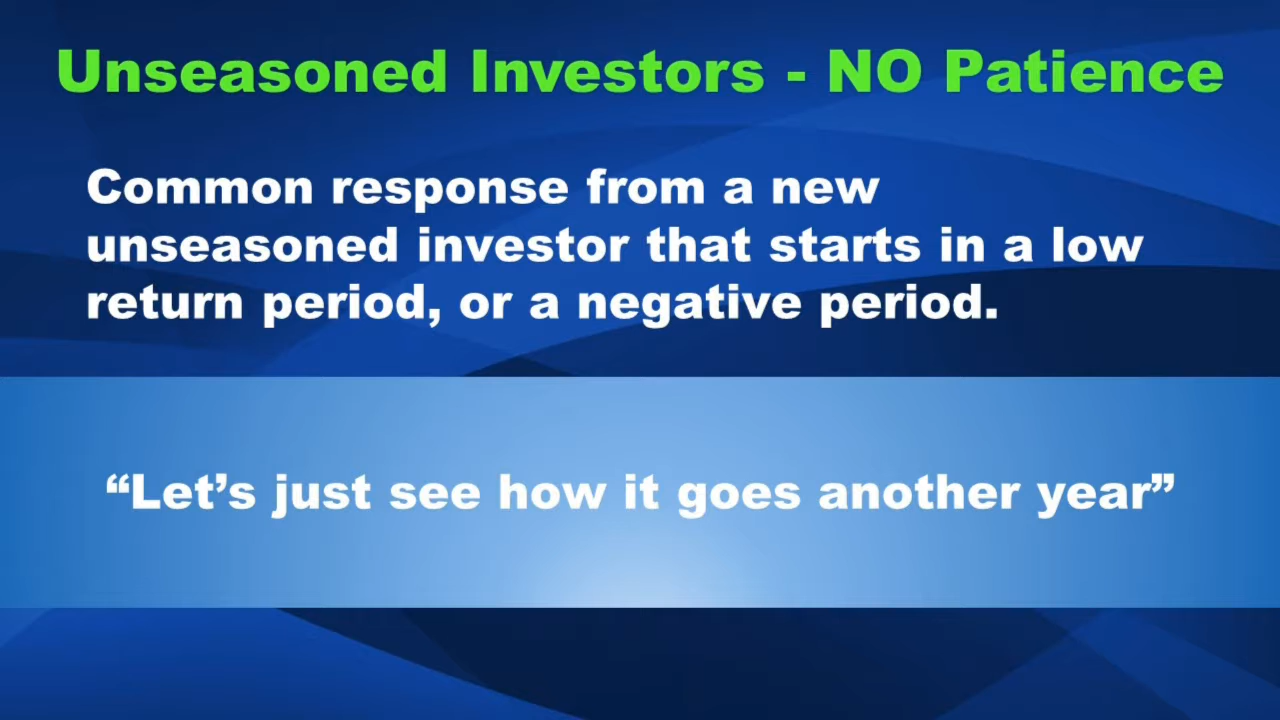 Unseasoned Investors - NO Patience
Common response from a new
unseasoned investor that starts in a low
return period, or a negative period.
“Let’s just see how it goes another year”